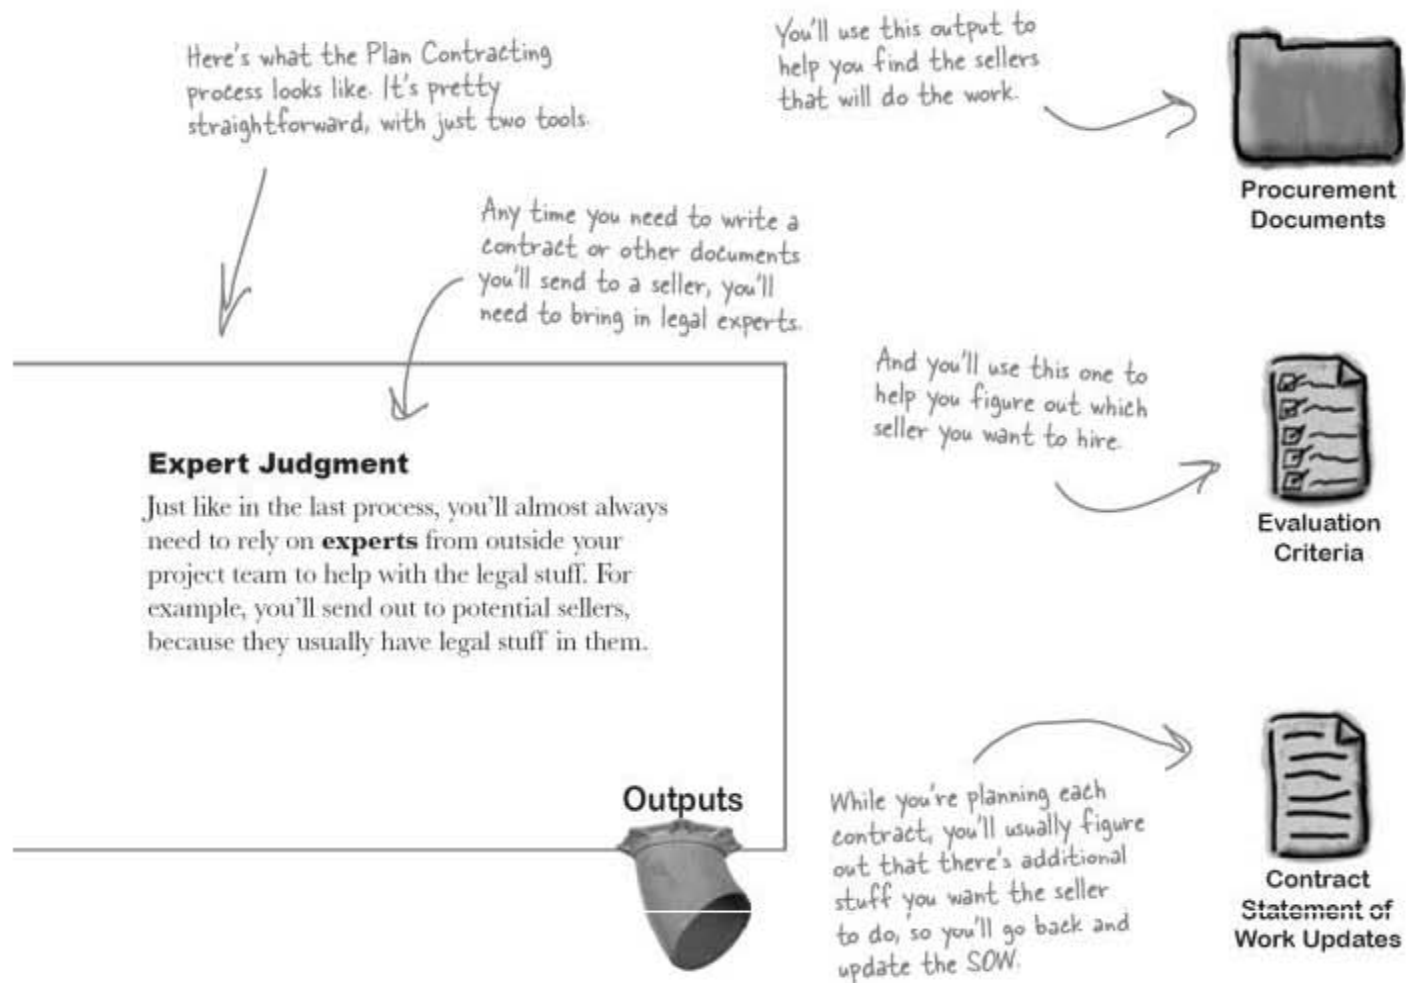 Here's what the Plan Contracting
process looks like. It's pretty
straightforward, with just two tools.
Any time you need to write a
contract or other documents
you'll send to a seller, you'll
need to bring in legal experts.
Expert Judgment
Just like in the last process, you'll almost always
need to rely on experts from outside your
project team to help with the legal stuff. For
example, you'll send out to potential sellers,
because they usually have legal stuff in them.
Outputs
You'll use this output to
help you find the sellers
that will do the work.
Procurement
Documents
And you'll use this one to
help you figure out which
seller you want to hire.
Evaluation
Criteria
While you're planning each
contract, you'll usually figure
out that there's additional
stuff you want the seller
to do, so you'll go back and
update the SOW.
Contract
Statement of
Work Updates